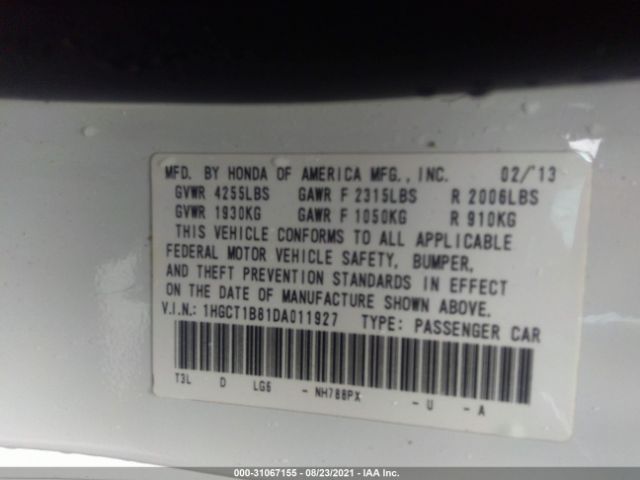 MFD. BY HONDA OF AMERICA MFG., INC. 02/'13
GVWR 4255LBS GAWR F 2315LBS R 2006LBS
GVWR 1930KG GAWR F 1050KG R 910KG
THIS VEHICLE CONFORMS TO ALL APPLICABLE
FEDERAL MOTOR VEHICLE SAFETY, BUMPER,
AND THEFT PREVENTION STANDARDS IN EFFECT
ON THE DATE OF MANUFACTURE SHOWN ABOVE.
V.I.N.: 1HGCT1B81DA011927 TYPE: PASSENGER CAR
T3L D LG6 - NH788PX - U - A
000-31067155 - 08/23/2021 - IAA Inc.